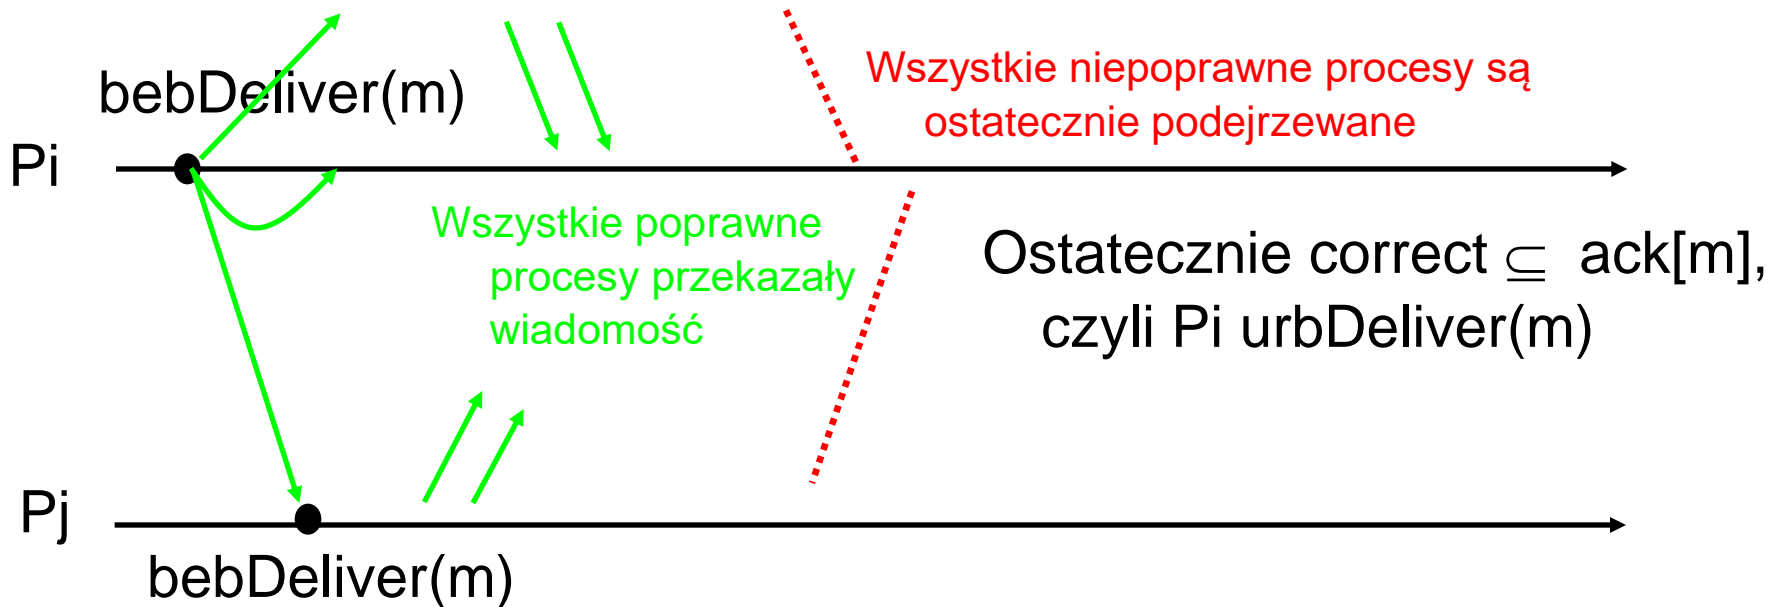 Wszystkie niepoprawne procesy są
ostatecznie podejrzewane
bebDeliver(m)
Pi
Wszystkie poprawne
procesy przekazały
wiadomość
Ostatecznie correct ⊆ ack[m],
czyli Pi urbDeliver(m)
Pj
bebDeliver(m)